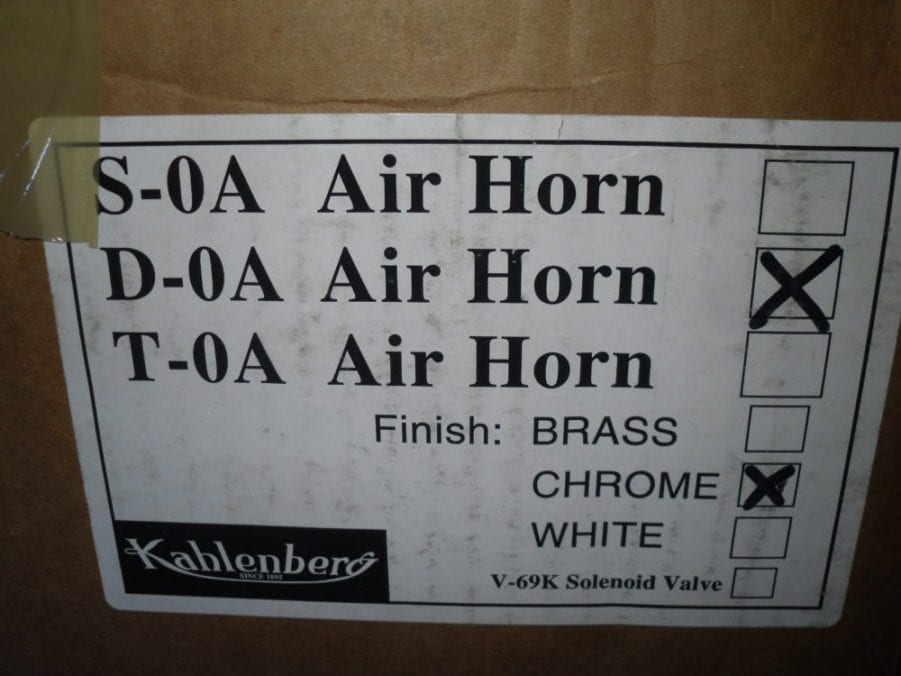 S-0A Air Horn
D-0A Air Horn
T-0A Air Horn
Finish: BRASS
CHROME
WHITE
V-69K Solenoid Valve
Kahlenberg
SINCE 1895